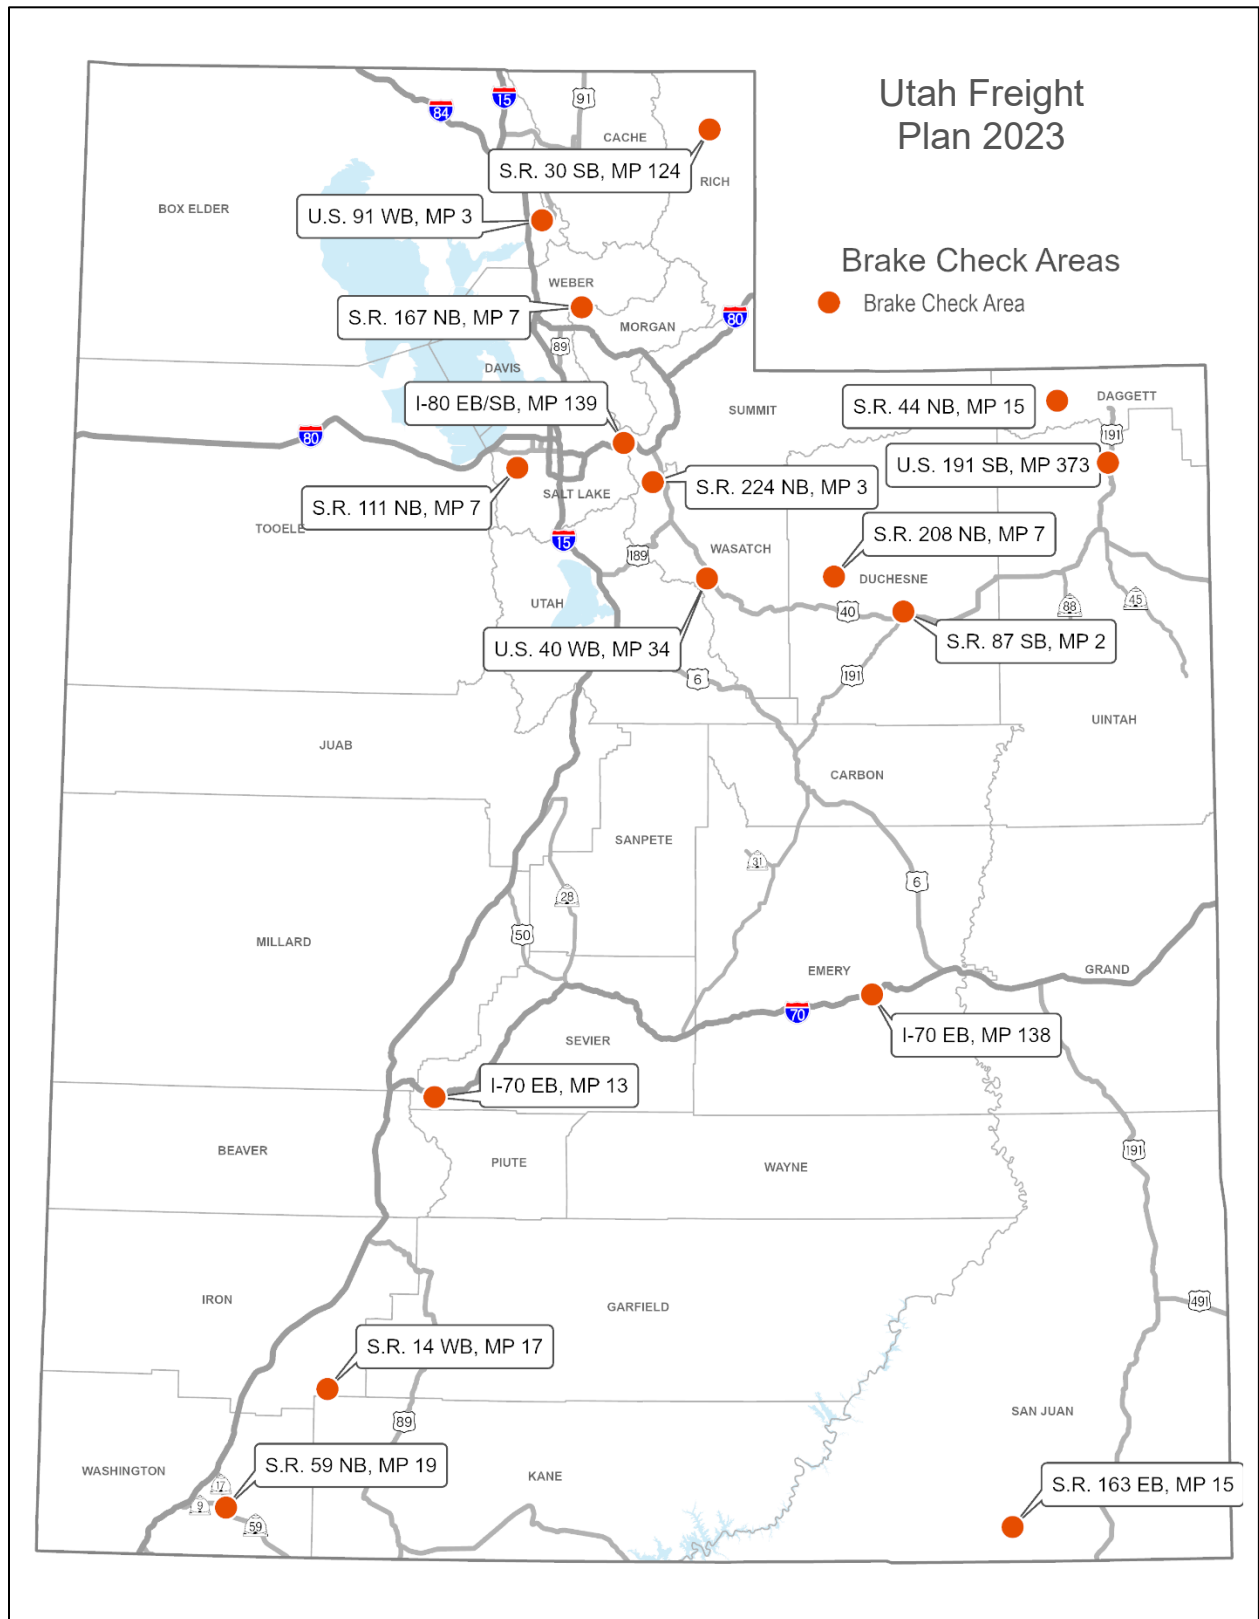 Utah Freight
Plan 2023
Brake Check Areas
Brake Check Area
84
15
91
CACHE
S.R. 30 SB, MP 124
RICH
BOX ELDER
U.S. 91 WB, MP 3
WEBER
S.R. 167 NB, MP 7
MORGAN
80
89
DAVIS
I-80 EB/SB, MP 139
SUMMIT
S.R. 44 NB, MP 15
DAGGETT
80
191
U.S. 191 SB, MP 373
S.R. 224 NB, MP 3
SALT LAKE
S.R. 111 NB, MP 7
TOOELE
15
189
WASATCH
S.R. 208 NB, MP 7
DUCHESNE
UTAH
40
88
45
U.S. 40 WB, MP 34
S.R. 87 SB, MP 2
6
191
UINTAH
JUAB
CARBON
SANPETE
31
6
28
50
MILLARD
EMERY
GRAND
70
I-70 EB, MP 138
SEVIER
I-70 EB, MP 13
BEAVER
PIUTE
WAYNE
191
IRON
GARFIELD
491
S.R. 14 WB, MP 17
89
SAN JUAN
S.R. 59 NB, MP 19
WASHINGTON
KANE
S.R. 163 EB, MP 15
17
9
59